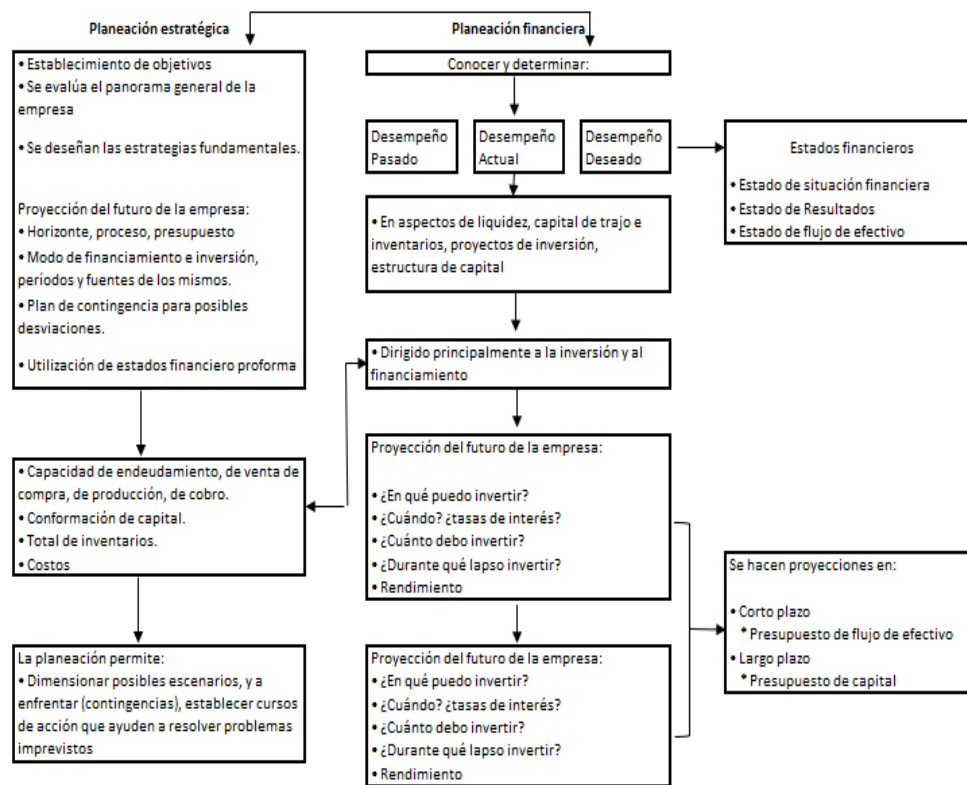 Planeación estratégica
• Establecimiento de objetivos
• Se evalúa el panorama general de la
empresa
• Se deseñan las estrategias fundamentales.
Proyección del futuro de la empresa:
• Horizonte, proceso, presupuesto
• Modo de financiamiento e inversión,
períodos y fuentes de los mismos.
• Plan de contingencia para posibles
desviaciones.
• Utilización de estados financiero proforma
• Capacidad de endeudamiento, de venta de
compra, de producción, de cobro.
• Conformación de capital.
• Total de inventarios.
• Costos
La planeación permite:
• Dimensionar posibles escenarios, y a
enfrentar (contingencias), establecer cursos
de acción que ayuden a resolver problemas
imprevistos
Planeación financiera
Conocer y determinar:
Desempeño
Pasado
Desempeño
Actual
Desempeño
Deseado
• En aspectos de liquidez, capital de trajo e
inventarios, proyectos de inversión,
estructura de capital
• Dirigido principalmente a la inversión y al
financiamiento
Proyección del futuro de la empresa:
• ¿En qué puedo invertir?
• ¿Cuándo? ¿tasas de interés?
• ¿Cuánto debo invertir?
• ¿Durante qué lapso invertir?
• Rendimiento
Proyección del futuro de la empresa:
• ¿En qué puedo invertir?
• ¿Cuándo? ¿tasas de interés?
• ¿Cuánto debo invertir?
• ¿Durante qué lapso invertir?
• Rendimiento
Estados financieros
• Estado de situación financiera
• Estado de Resultados
• Estado de flujo de efectivo
Se hacen proyecciones en:
• Corto plazo
* Presupuesto de flujo de efectivo
• Largo plazo
* Presupuesto de capital